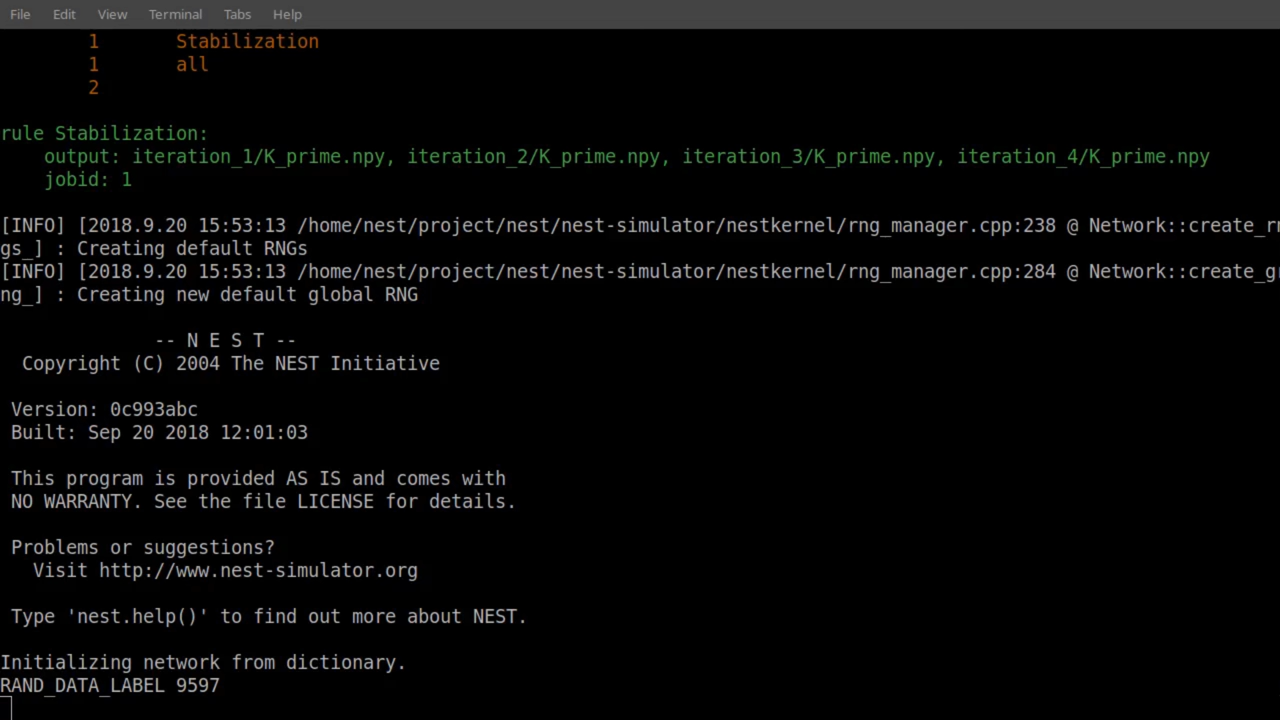 File Edit View Terminal Tabs Help
1 Stabilization
1 all
2
rule Stabilization:
output: iteration_1/K_prime.npy, iteration_2/K_prime.npy, iteration_3/K_prime.npy, iteration_4/K_prime.npy
jobid: 1
[INFO] [2018.9.20 15:53:13 /home/nest/project/nest/nest-simulator/nestkernel/rng_manager.cpp:238 @ Network::create_rn
gs_] : Creating default RNGs
[INFO] [2018.9.20 15:53:13 /home/nest/project/nest/nest-simulator/nestkernel/rng_manager.cpp:284 @ Network::create_gr
ng_] : Creating new default global RNG
-- N E S T --
Copyright (C) 2004 The NEST Initiative
Version: 0c993abc
Built: Sep 20 2018 12:01:03
This program is provided AS IS and comes with
NO WARRANTY. See the file LICENSE for details.
Problems or suggestions?
Visit http://www.nest-simulator.org
Type 'nest.help()' to find out more about NEST.
Initializing network from dictionary.
RAND_DATA_LABEL 9597